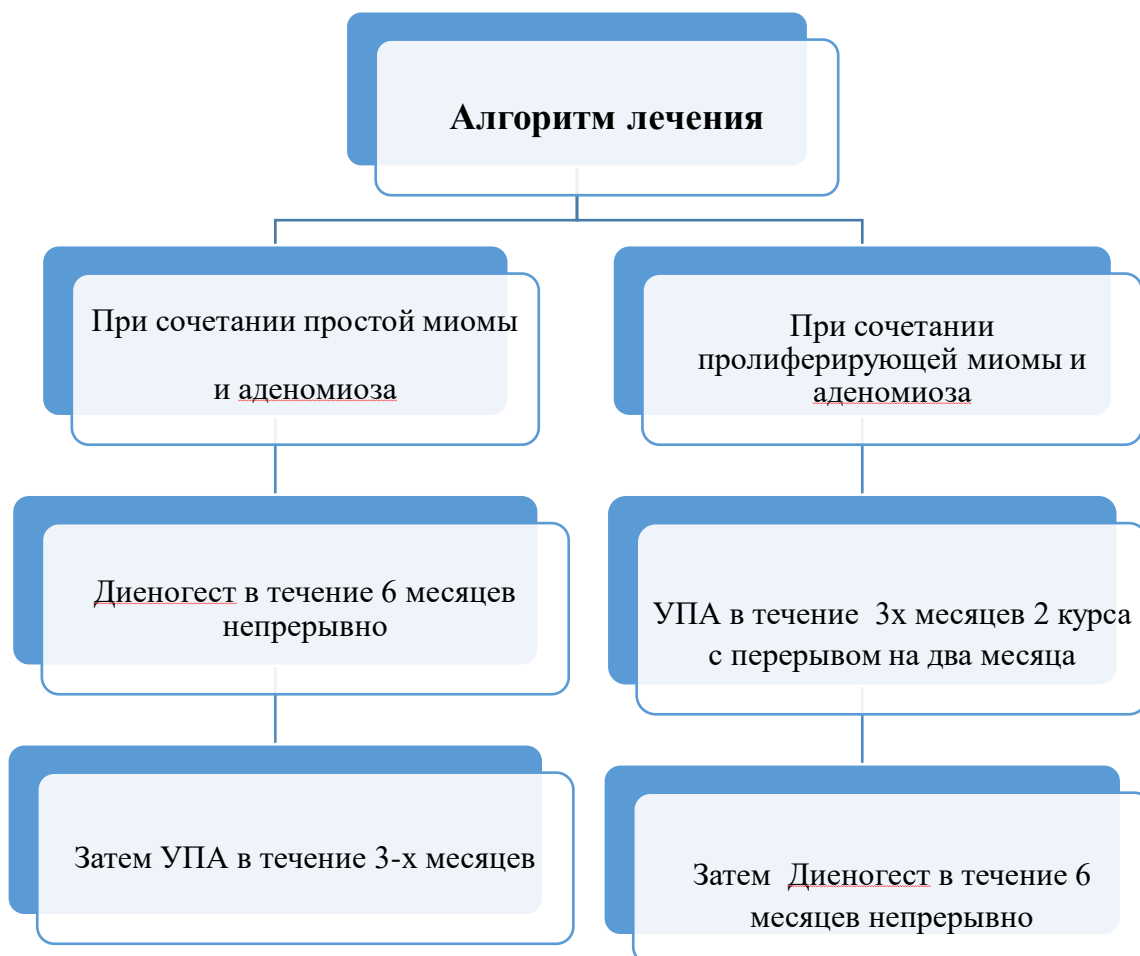 Алгоритм лечения
При сочетании простой миомы
и аденомиоза
Диеногест в течение 6 месяцев
непрерывно
Затем УПА в течение 3-х месяцев
При сочетании
пролиферирующей миомы и
аденомиоза
УПА в течение  3х месяцев 2 курса
с перерывом на два месяца
Затем  Диеногест в течение 6
месяцев непрерывно